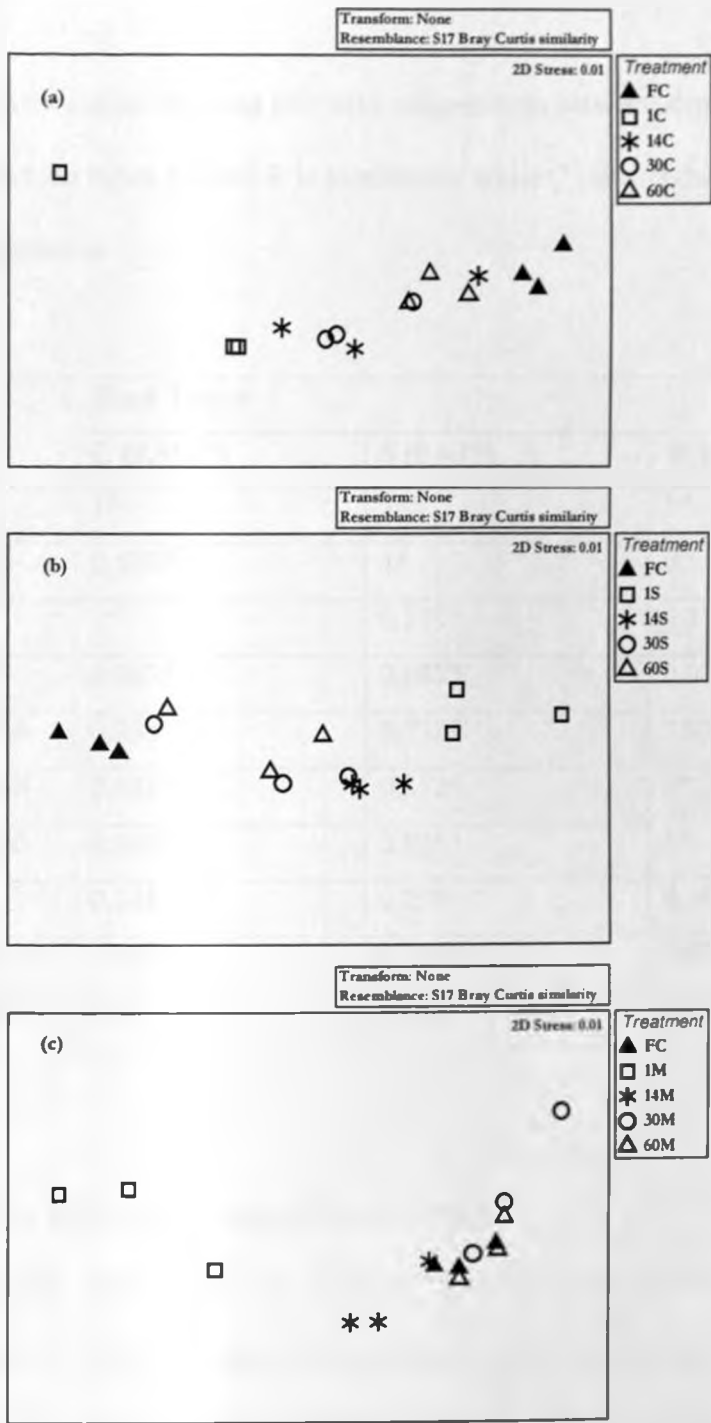 Transform: None
Resemblance: S17 Bray Curtis similarity
(a)
2D Stress: 0.01
Treatment
FC
1C
14C
30C
60C
Transform: None
Resemblance: S17 Bray Curtis similarity
(b)
2D Stress: 0.01
Treatment
FC
1S
14S
30S
60S
Transform: None
Resemblance: S17 Bray Curtis similarity
(c)
2D Stress: 0.01
Treatment
FC
1M
14M
30M
60M